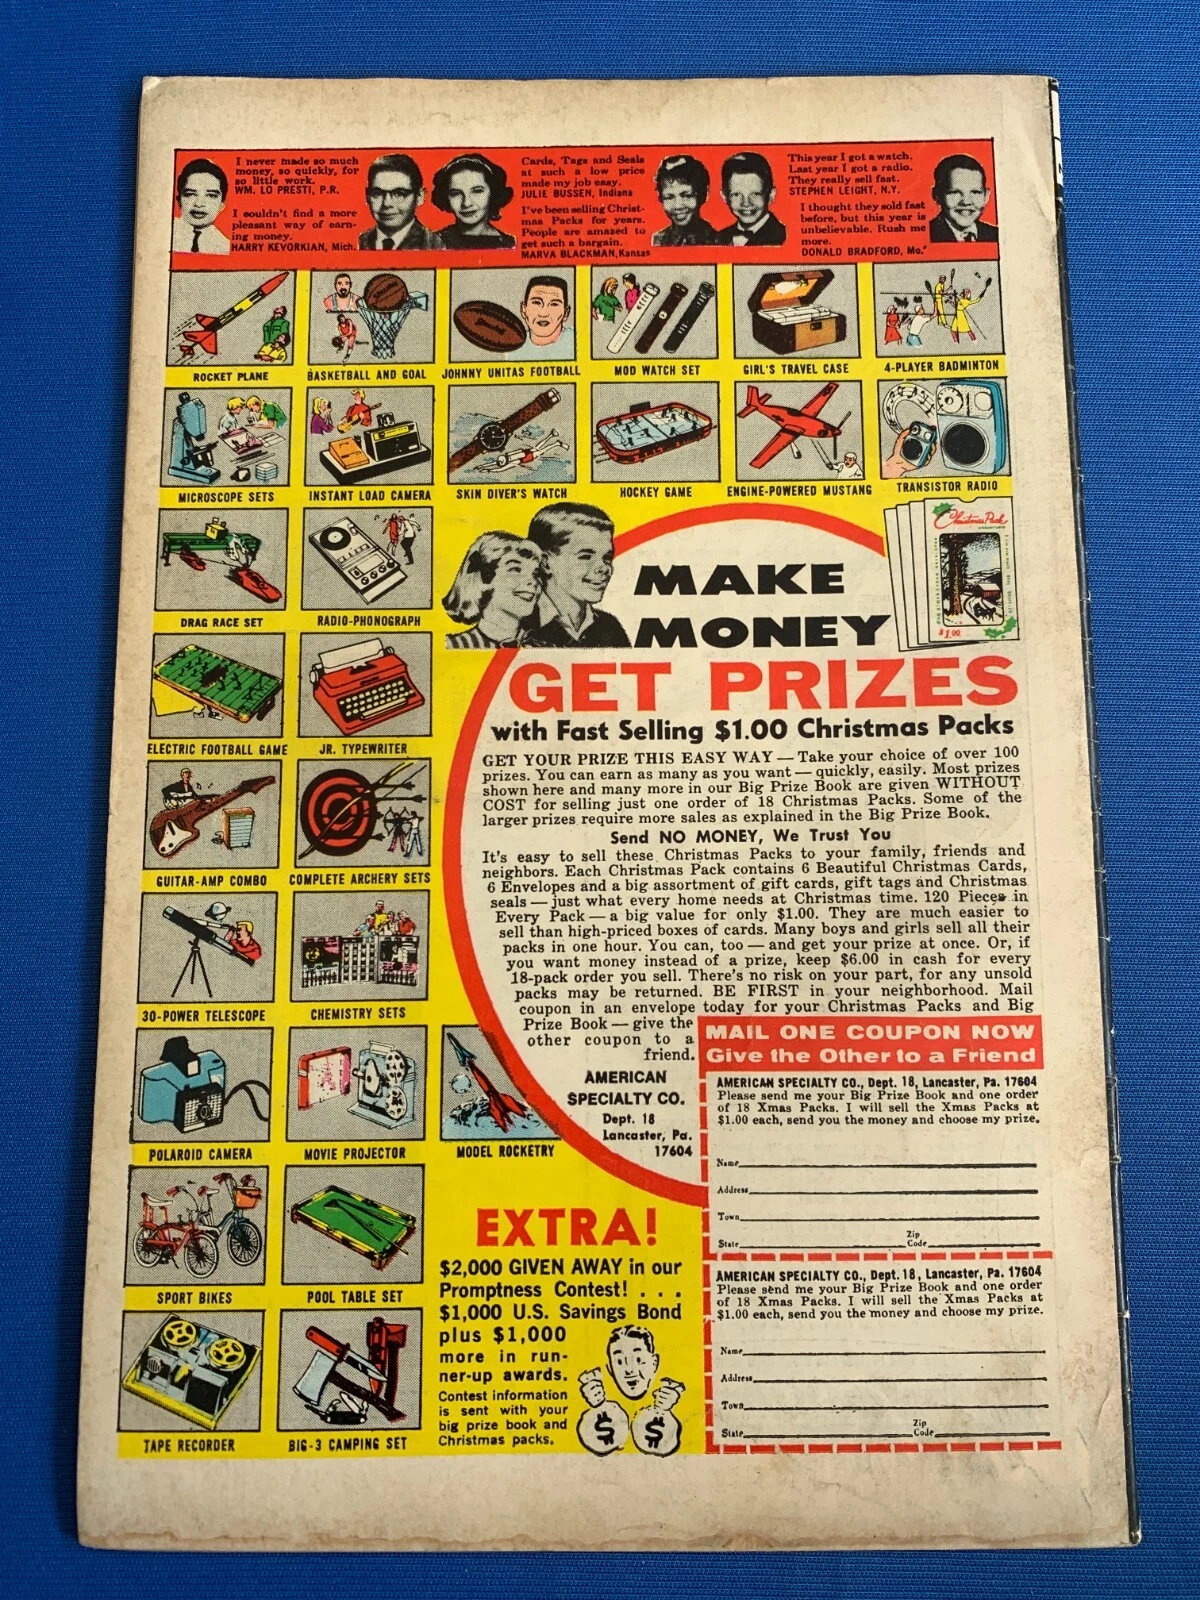 I never made so much
money, so quickly, for
so little work.
WM. LO PRESTI, P.R.
I couldn't find a more
pleasant way of earn-
ing money.
HARRY KEVORKIAN, Mich.
Cards, Tags and Seals
at such a low price
made my job easy.
JULIE BUSSEN, Indiana
I've been selling Christ-
mas Packs for years.
People are amazed to
get such a bargain.
MARVA BLACKMAN, Kansas
This year I got a watch.
Last year I got a radio.
They really sell fast.
STEPHEN LEIGHT, N.Y.
I thought they sold fast
before, but this year is
unbelievable. Rush me
more.
DONALD BRADFORD, Mo.
ROCKET PLANE
BASKETBALL AND GOAL
JOHNNY UNITAS FOOTBALL
MOD WATCH SET
GIRL'S TRAVEL CASE
4-PLAYER BADMINTON
MICROSCOPE SETS
INSTANT LOAD CAMERA
SKIN DIVER'S WATCH
HOCKEY GAME
ENGINE-POWERED MUSTANG
TRANSISTOR RADIO
DRAG RACE SET
RADIO-PHONOGRAPH
ELECTRIC FOOTBALL GAME
JR. TYPEWRITER
GUITAR-AMP COMBO
COMPLETE ARCHERY SETS
30-POWER TELESCOPE
CHEMISTRY SETS
POLAROID CAMERA
MOVIE PROJECTOR
MODEL ROCKETRY
SPORT BIKES
POOL TABLE SET
TAPE RECORDER
BIG-3 CAMPING SET
Christmas Pack
$1.00
MAKE
MONEY
GET PRIZES
with Fast Selling $1.00 Christmas Packs
GET YOUR PRIZE THIS EASY WAY — Take your choice of over 100
prizes. You can earn as many as you want — quickly, easily. Most prizes
shown here and many more in our Big Prize Book are given WITHOUT
COST for selling just one order of 18 Christmas Packs. Some of the
larger prizes require more sales as explained in the Big Prize Book.
Send NO MONEY, We Trust You
It's easy to sell these Christmas Packs to your family, friends and
neighbors. Each Christmas Pack contains 6 Beautiful Christmas Cards,
6 Envelopes and a big assortment of gift cards, gift tags and Christmas
seals — just what every home needs at Christmas time. 120 Pieces in
Every Pack — a big value for only $1.00. They are much easier to
sell than high-priced boxes of cards. Many boys and girls sell all their
packs in one hour. You can, too — and get your prize at once. Or, if
you want money instead of a prize, keep $6.00 in cash for every
18-pack order you sell. There's no risk on your part, for any unsold
packs may be returned. BE FIRST in your neighborhood. Mail
coupon in an envelope today for your Christmas Packs and Big
Prize Book — give the
other coupon to a
friend.
AMERICAN
SPECIALTY CO.
Dept. 18
Lancaster, Pa.
17604
MAIL ONE COUPON NOW
Give the Other to a Friend
AMERICAN SPECIALTY CO., Dept. 18, Lancaster, Pa. 17604
Please send me your Big Prize Book and one order
of 18 Xmas Packs. I will sell the Xmas Packs at
$1.00 each, send you the money and choose my prize.
Name
Address
Town
State Zip Code
AMERICAN SPECIALTY CO., Dept. 18, Lancaster, Pa. 17604
Please send me your Big Prize Book and one order
of 18 Xmas Packs. I will sell the Xmas Packs at
$1.00 each, send you the money and choose my prize.
Name
Address
Town
State Zip Code
EXTRA!
$2,000 GIVEN AWAY in our
Promptness Contest! . . .
$1,000 U.S. Savings Bond
plus $1,000
more in run-
ner-up awards.
Contest information
is sent with your
big prize book and
Christmas packs.
$ $